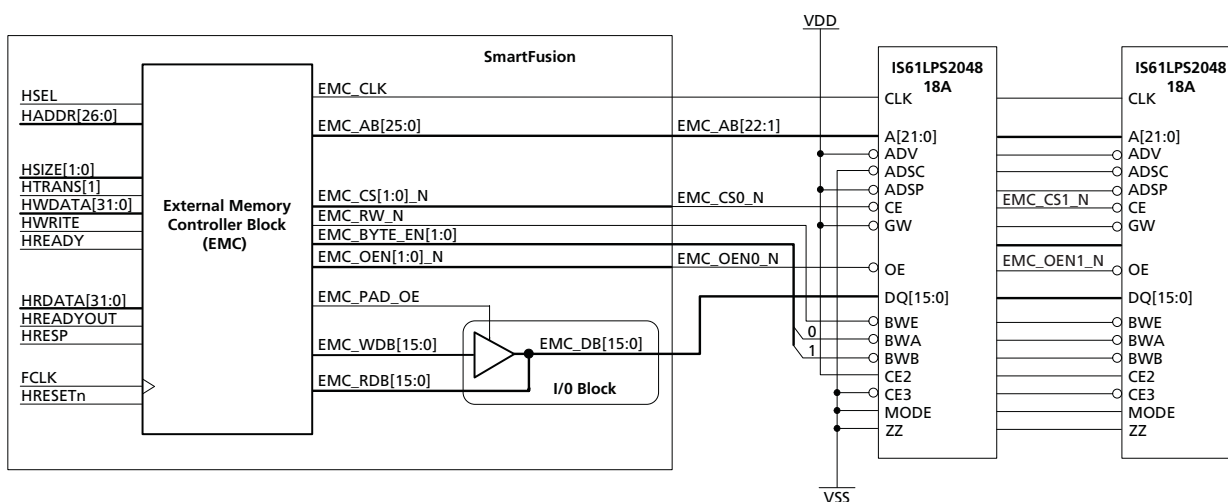 VDD
SmartFusion
IS61LPS2048
18A
IS61LPS2048
18A
HSEL
HADDR[26:0]
HSIZE[1:0]
HTRANS[1]
HWDATA[31:0]
HWRITE
HREADY
HRDATA[31:0]
HREADYOUT
HRESP
FCLK
HRESETn
External Memory
Controller Block
(EMC)
EMC_CLK
EMC_AB[25:0]
EMC_CS[1:0]_N
EMC_RW_N
EMC_BYTE_EN[1:0]
EMC_OEN[1:0]_N
EMC_PAD_OE
EMC_WDB[15:0]
EMC_RDB[15:0]
EMC_DB[15:0]
I/0 Block
EMC_AB[22:1]
EMC_CS0_N
EMC_OEN0_N
0
1
CLK
A[21:0]
ADV
ADSC
ADSP
CE
GW
OE
DQ[15:0]
BWE
BWA
BWB
CE2
CE3
MODE
ZZ
EMC_CS1_N
EMC_OEN1_N
CLK
A[21:0]
ADV
ADSC
ADSP
CE
GW
OE
DQ[15:0]
BWE
BWA
BWB
CE2
CE3
MODE
ZZ
VSS